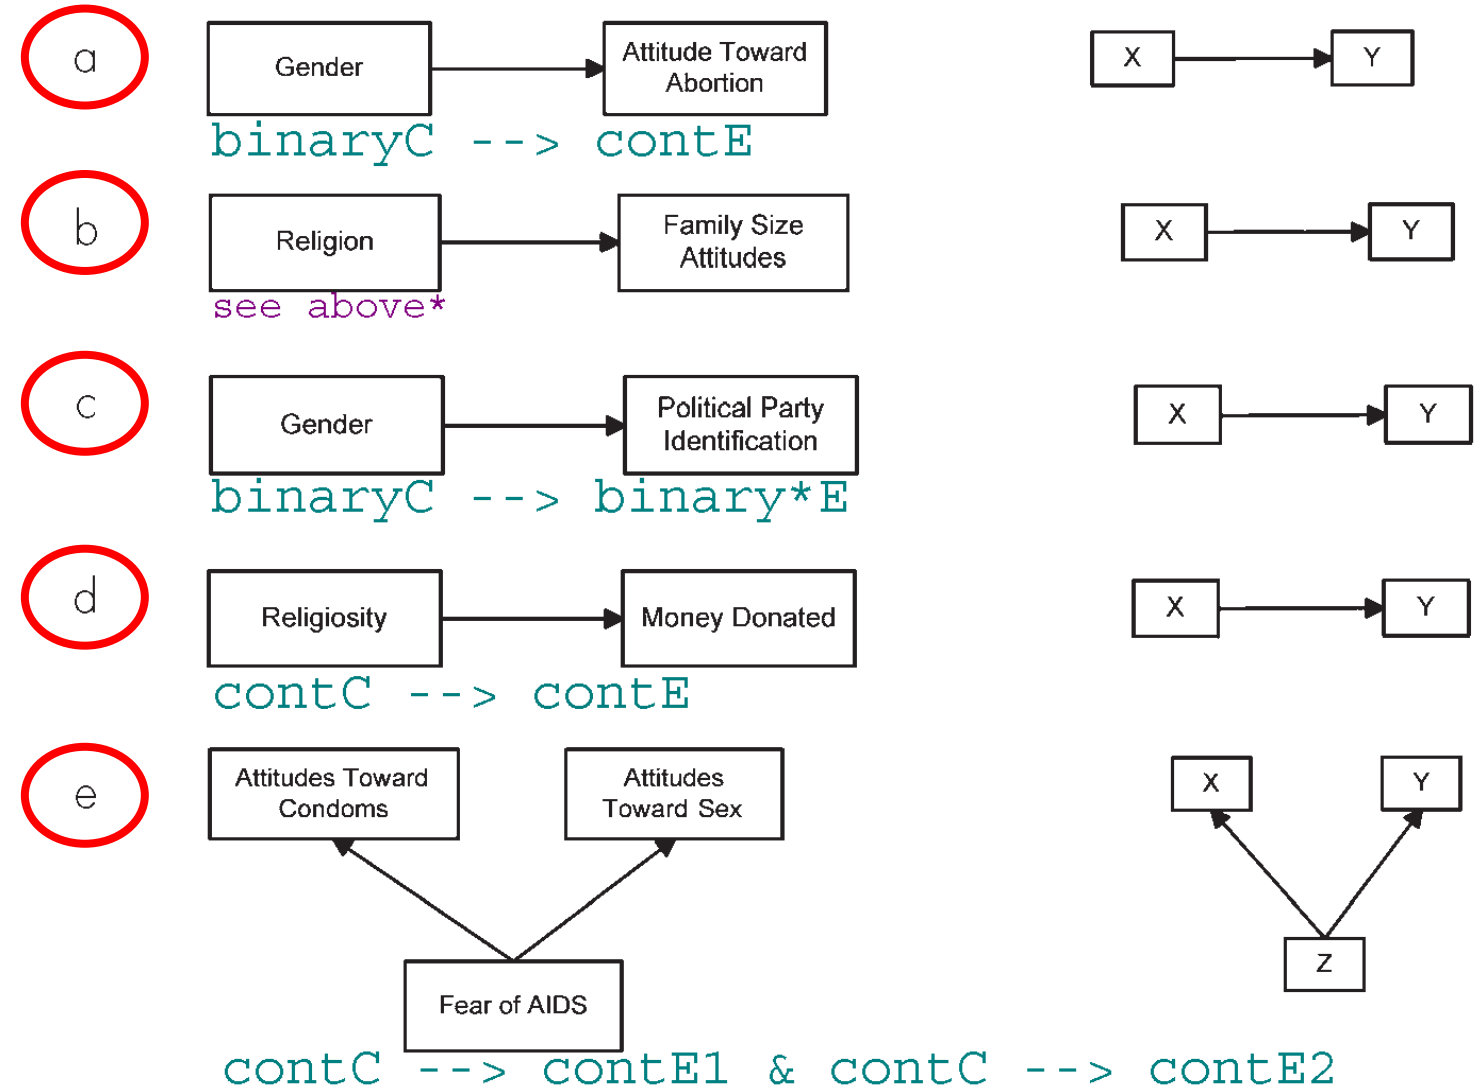 a
Gender
Attitude Toward
Abortion
X
Y
binaryC --> contE
b
Religion
Family Size
Attitudes
X
Y
see above*
c
Gender
Political Party
Identification
X
Y
binaryC --> binary*E
d
Religiosity
Money Donated
X
Y
contC --> contE
e
Attitudes Toward
Condoms
Attitudes
Toward Sex
X
Y
Fear of AIDS
Z
contC --> contE1 & contC --> contE2